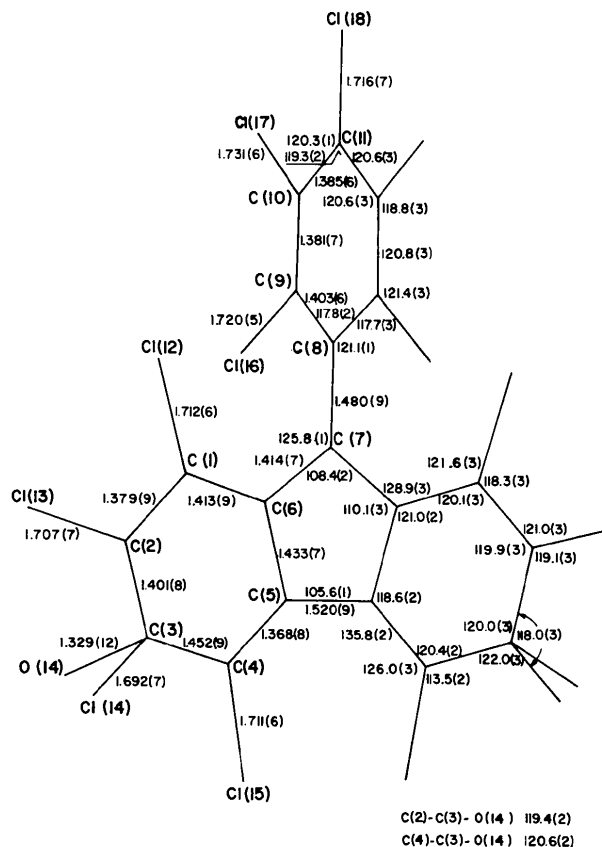 Cl(18)
1.716(7)
Cl(17)
120.3(1) C(11)
1.731(6) 119.3(2) 120.6(3)
1.385(6)
C(10) 120.6(3) 118.8(3)
1.381(7) 120.8(3)
C(9) 1.403(6) 121.4(3)
1.720(5) 117.8(2) 117.7(3)
Cl(16) C(8) 121.1(1)
Cl(12)
1.480(9)
1.712(6)
125.8(1) C(7)
C(1) 1.414(7) 108.4(2) 128.9(3) 121.6(3) 118.3(3)
Cl(13) 1.379(9) 1.413(9) 120.1(3)
C(6) 110.1(3) 121.0(2) 121.0(3)
1.707(7) C(2) 119.9(3) 119.1(3)
1.433(7)
1.401(8)
C(5) 105.6(1) 118.6(2)
1.520(9)
C(3) 1.368(8) 120.0(3) 118.0(3)
1.329(12) 1.452(9) 135.8(2) 120.4(2) 122.0(3)
O(14) C(4) 126.0(3) 113.5(2)
1.692(7)
Cl(14)
1.711(6)
Cl(15)
C(2)-C(3)-O(14) 119.4(2)
C(4)-C(3)-O(14) 120.6(2)